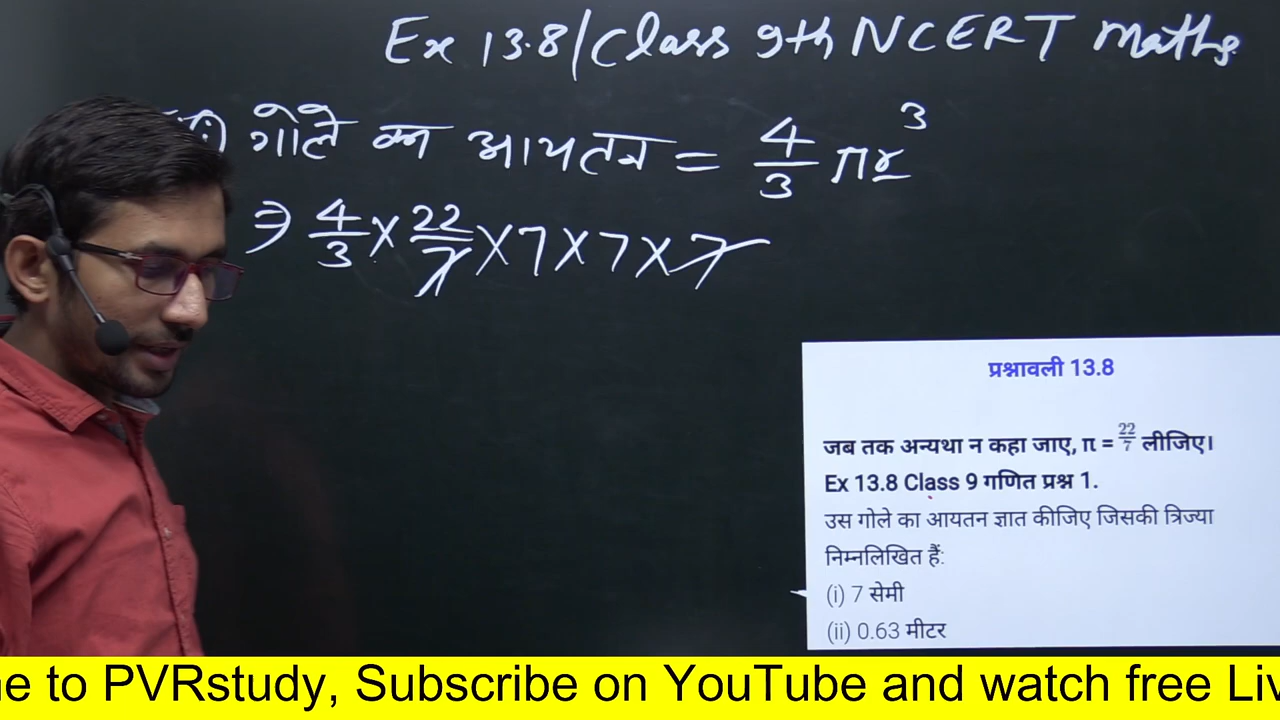 Ex 13.8/Class 9th NCERT Maths
(i) गोले का आयतन = 4/3 πr³
⇒ 4/3 × 22/7 × 7 × 7 × 7
प्रश्नावली 13.8
जब तक अन्यथा न कहा जाए, π = 22/7 लीजिए।
Ex 13.8 Class 9 गणित प्रश्न 1.
उस गोले का आयतन ज्ञात कीजिए जिसकी त्रिज्या
निम्नलिखित हैं:
(i) 7 सेमी
(ii) 0.63 मीटर
to PVRstudy, Subscribe on YouTube and watch free